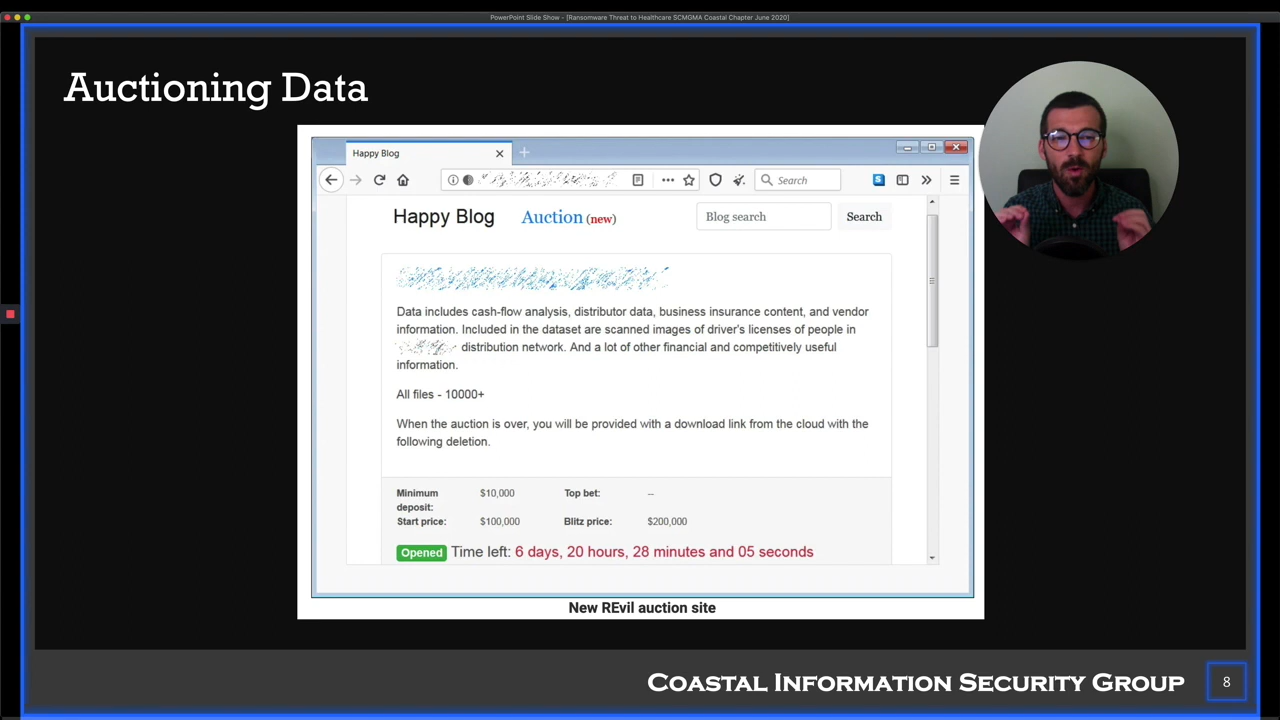 PowerPoint Slide Show - [Ransomware Threat to Healthcare SCMGMA Coastal Chapter June 2020]
Auctioning Data
Happy Blog
Search
Happy Blog Auction (new) Blog search Search
Data includes cash-flow analysis, distributor data, business insurance content, and vendor
information. Included in the dataset are scanned images of driver's licenses of people in
distribution network. And a lot of other financial and competitively useful
information.
All files - 10000+
When the auction is over, you will be provided with a download link from the cloud with the
following deletion.
Minimum $10,000 Top bet: --
deposit:
Start price: $100,000 Blitz price: $200,000
Opened Time left: 6 days, 20 hours, 28 minutes and 05 seconds
New REvil auction site
Coastal Information Security Group 8